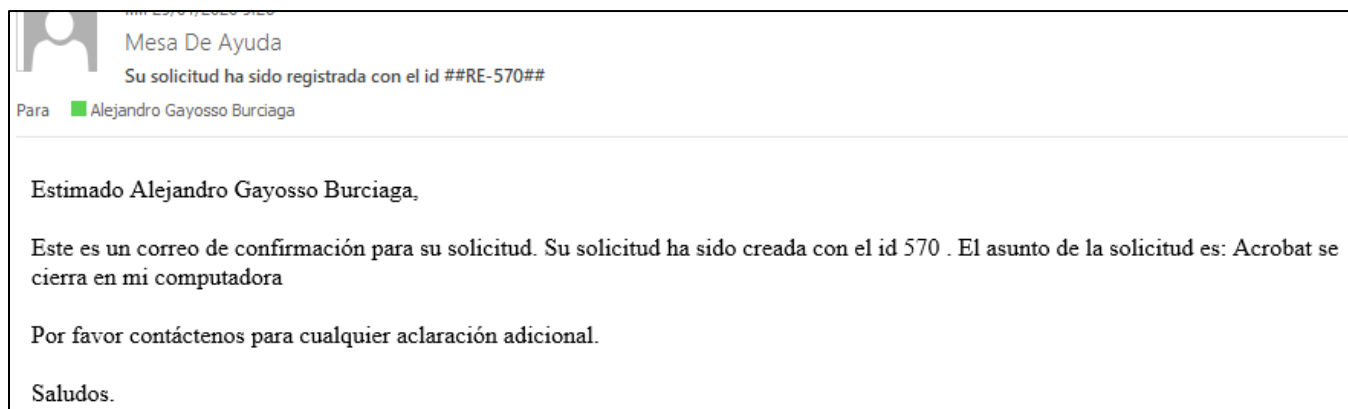 Mesa De Ayuda
Su solicitud ha sido registrada con el id ##RE-570##
Para Alejandro Gayosso Burciaga
Estimado Alejandro Gayosso Burciaga,
Este es un correo de confirmación para su solicitud. Su solicitud ha sido creada con el id 570 . El asunto de la solicitud es: Acrobat se
cierra en mi computadora
Por favor contáctenos para cualquier aclaración adicional.
Saludos.